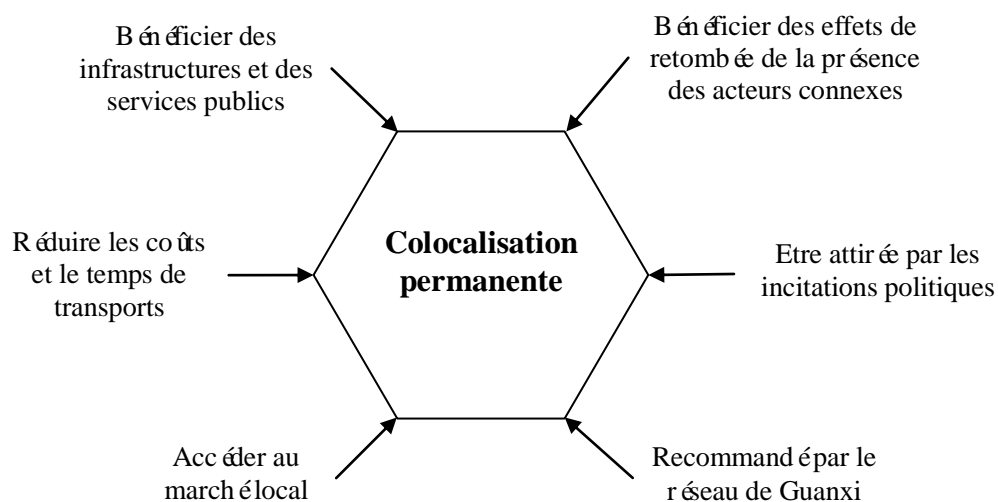 Bénéficier des
infrastructures et des
services publics
Bénéficier des effets de
retombée de la présence
des acteurs connexes
Réduire les coûts
et le temps de
transports
Colocalisation
permanente
Etre attirée par les
incitations politiques
Accéder au
marché local
Recommandé par le
réseau de Guanxi